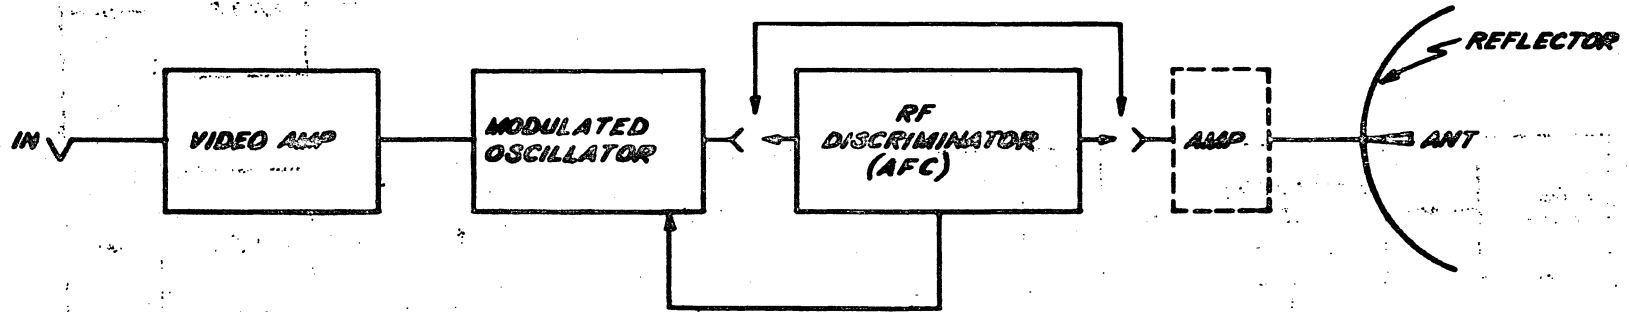 IN
VIDEO AMP
MODULATED
OSCILLATOR
RF
DISCRIMINATOR
(AFC)
AMP
REFLECTOR
ANT